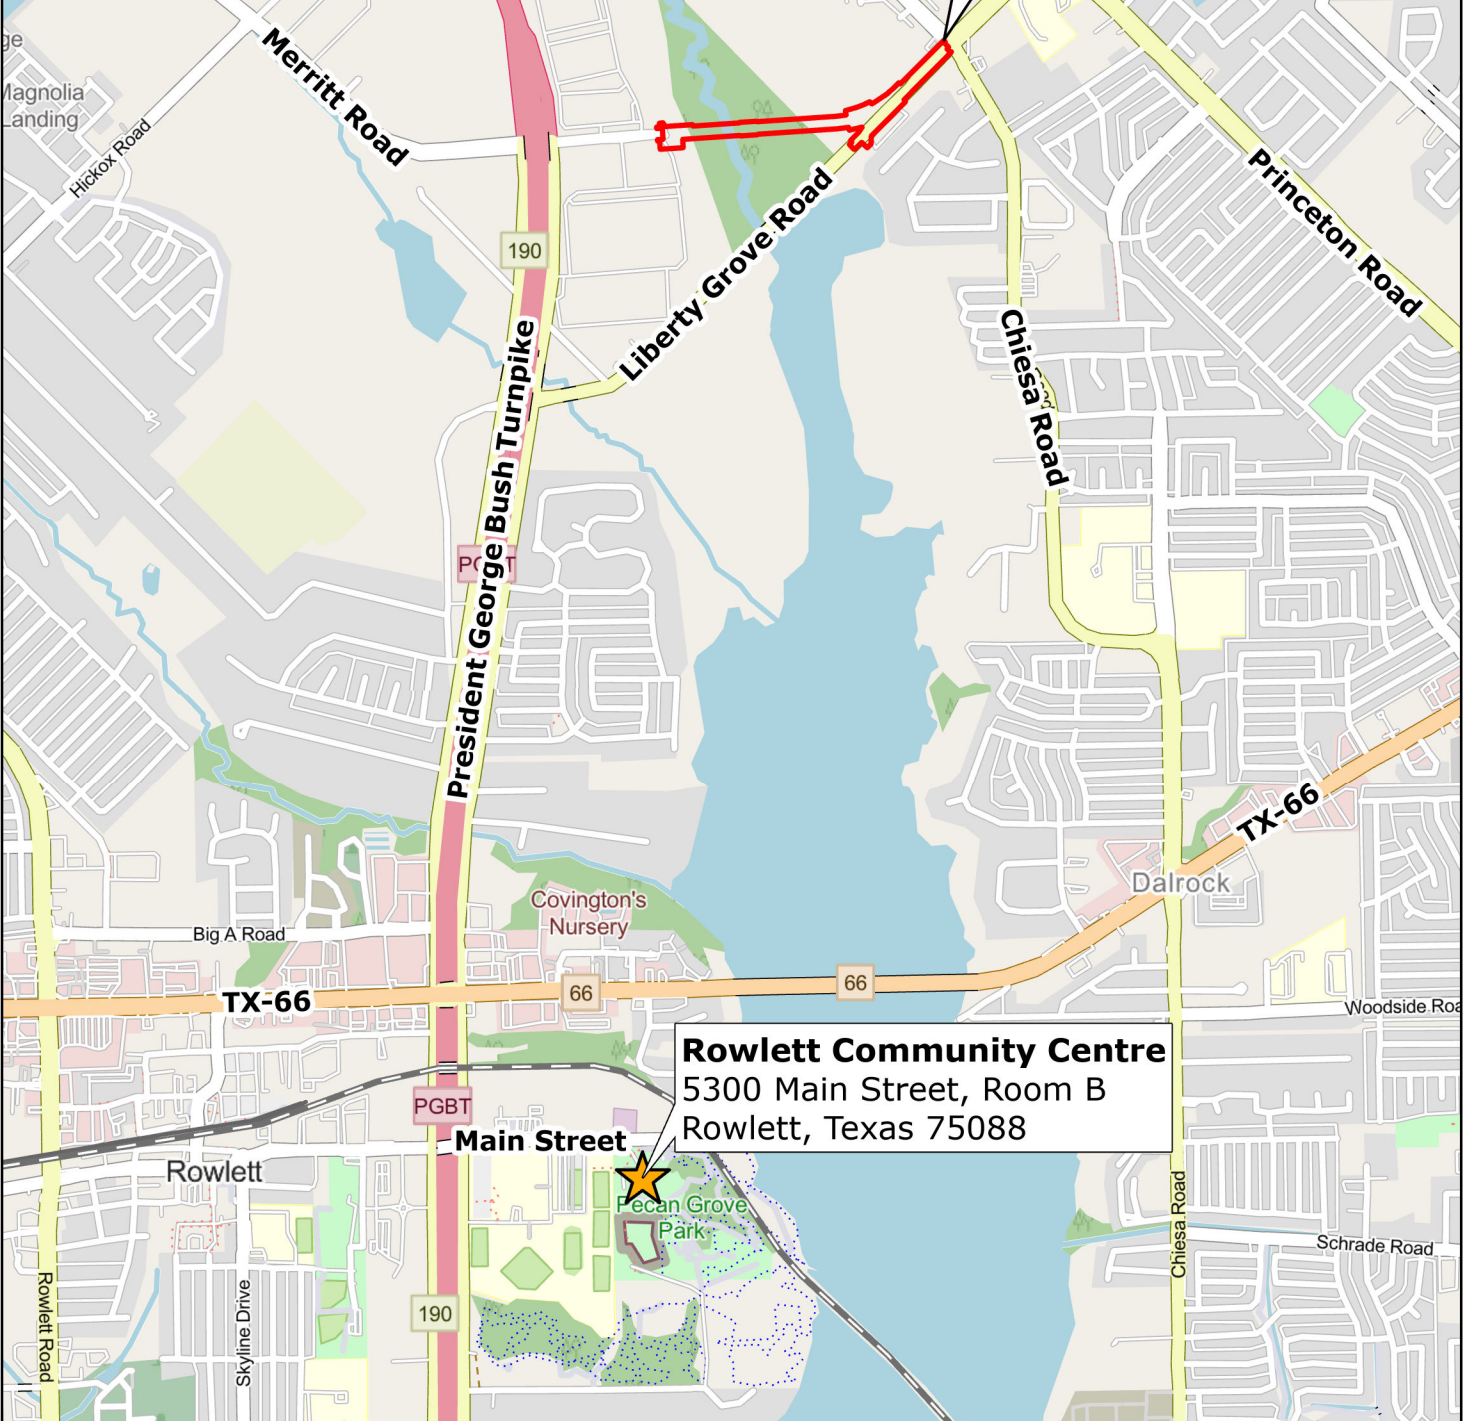 ge
Merritt Road
Magnolia
Landing
Hickox Road
Princeton Road
190
Liberty Grove Road
Chiesa Road
President George Bush Turnpike
TX-66
Dalrock
Covington's
Nursery
Big A Road
66
66
TX-66
Woodside Roa
Rowlett Community Centre
5300 Main Street, Room B
Rowlett, Texas 75088
PGBT
Main Street
Rowlett
Pecan Grove
Park
Chiesa Road
Schrade Road
Rowlett Road
Skyline Drive
190